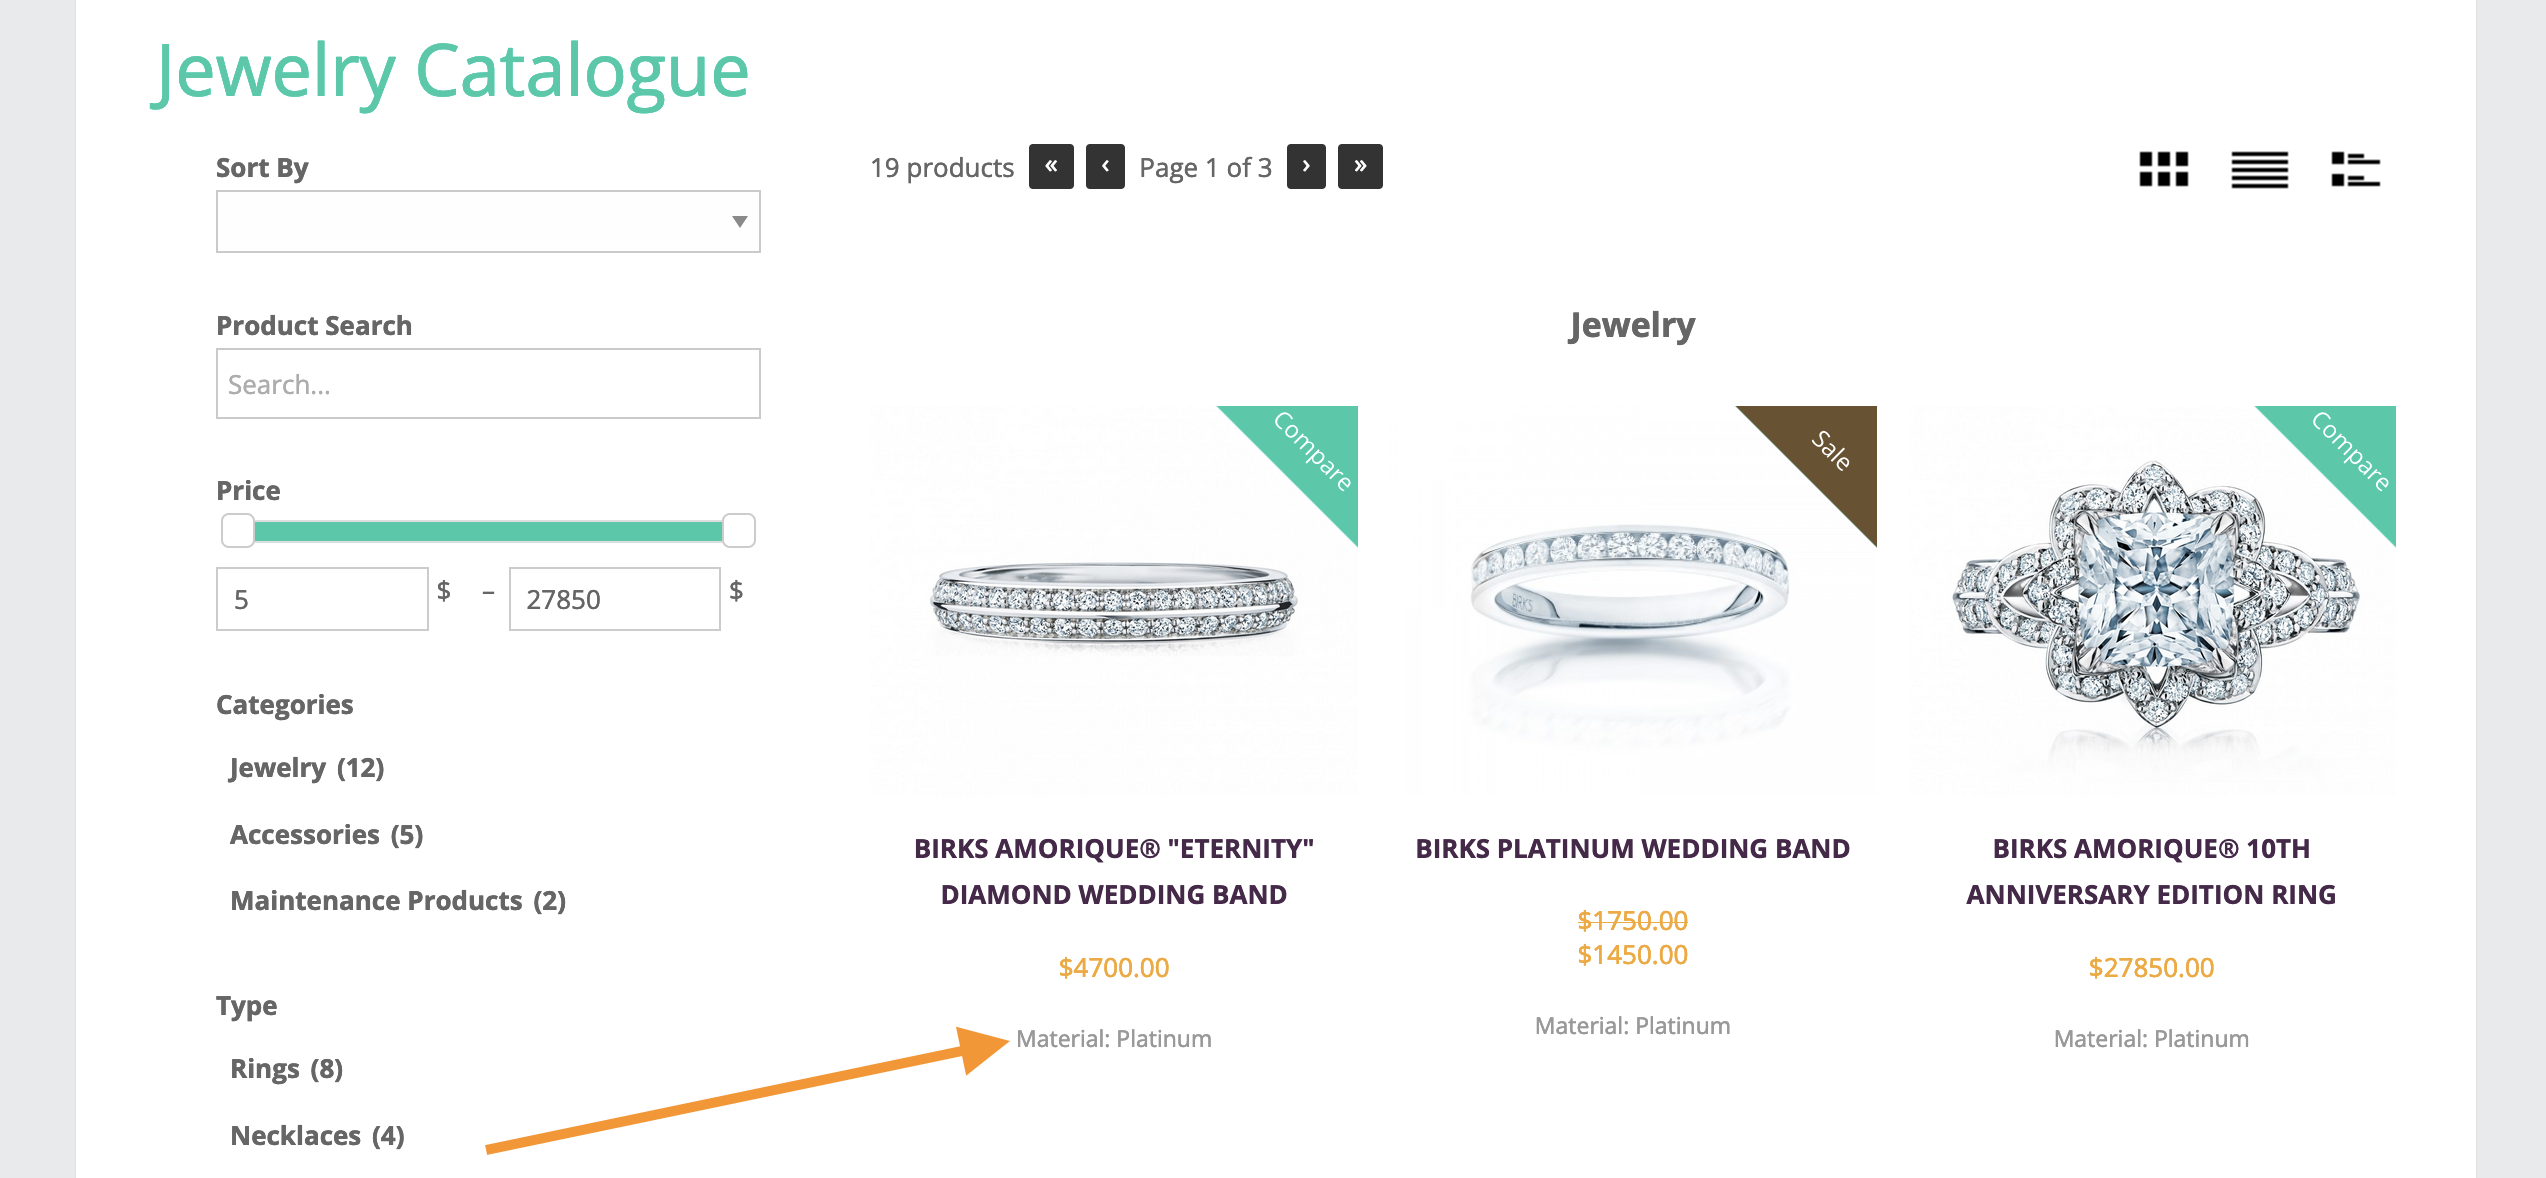 Jewelry Catalogue
Sort By
19 products « ‹ Page 1 of 3 › »
Product Search
Search...
Price
5 $ – 27850 $
Categories
Jewelry (12)
Accessories (5)
Maintenance Products (2)
Type
Rings (8)
Necklaces (4)
Jewelry
Compare
BIRKS
BIRKS AMORIQUE® "ETERNITY"
DIAMOND WEDDING BAND
$4700.00
Material: Platinum
Sale
BIRKS PLATINUM WEDDING BAND
$1750.00
$1450.00
Material: Platinum
Compare
BIRKS AMORIQUE® 10TH
ANNIVERSARY EDITION RING
$27850.00
Material: Platinum